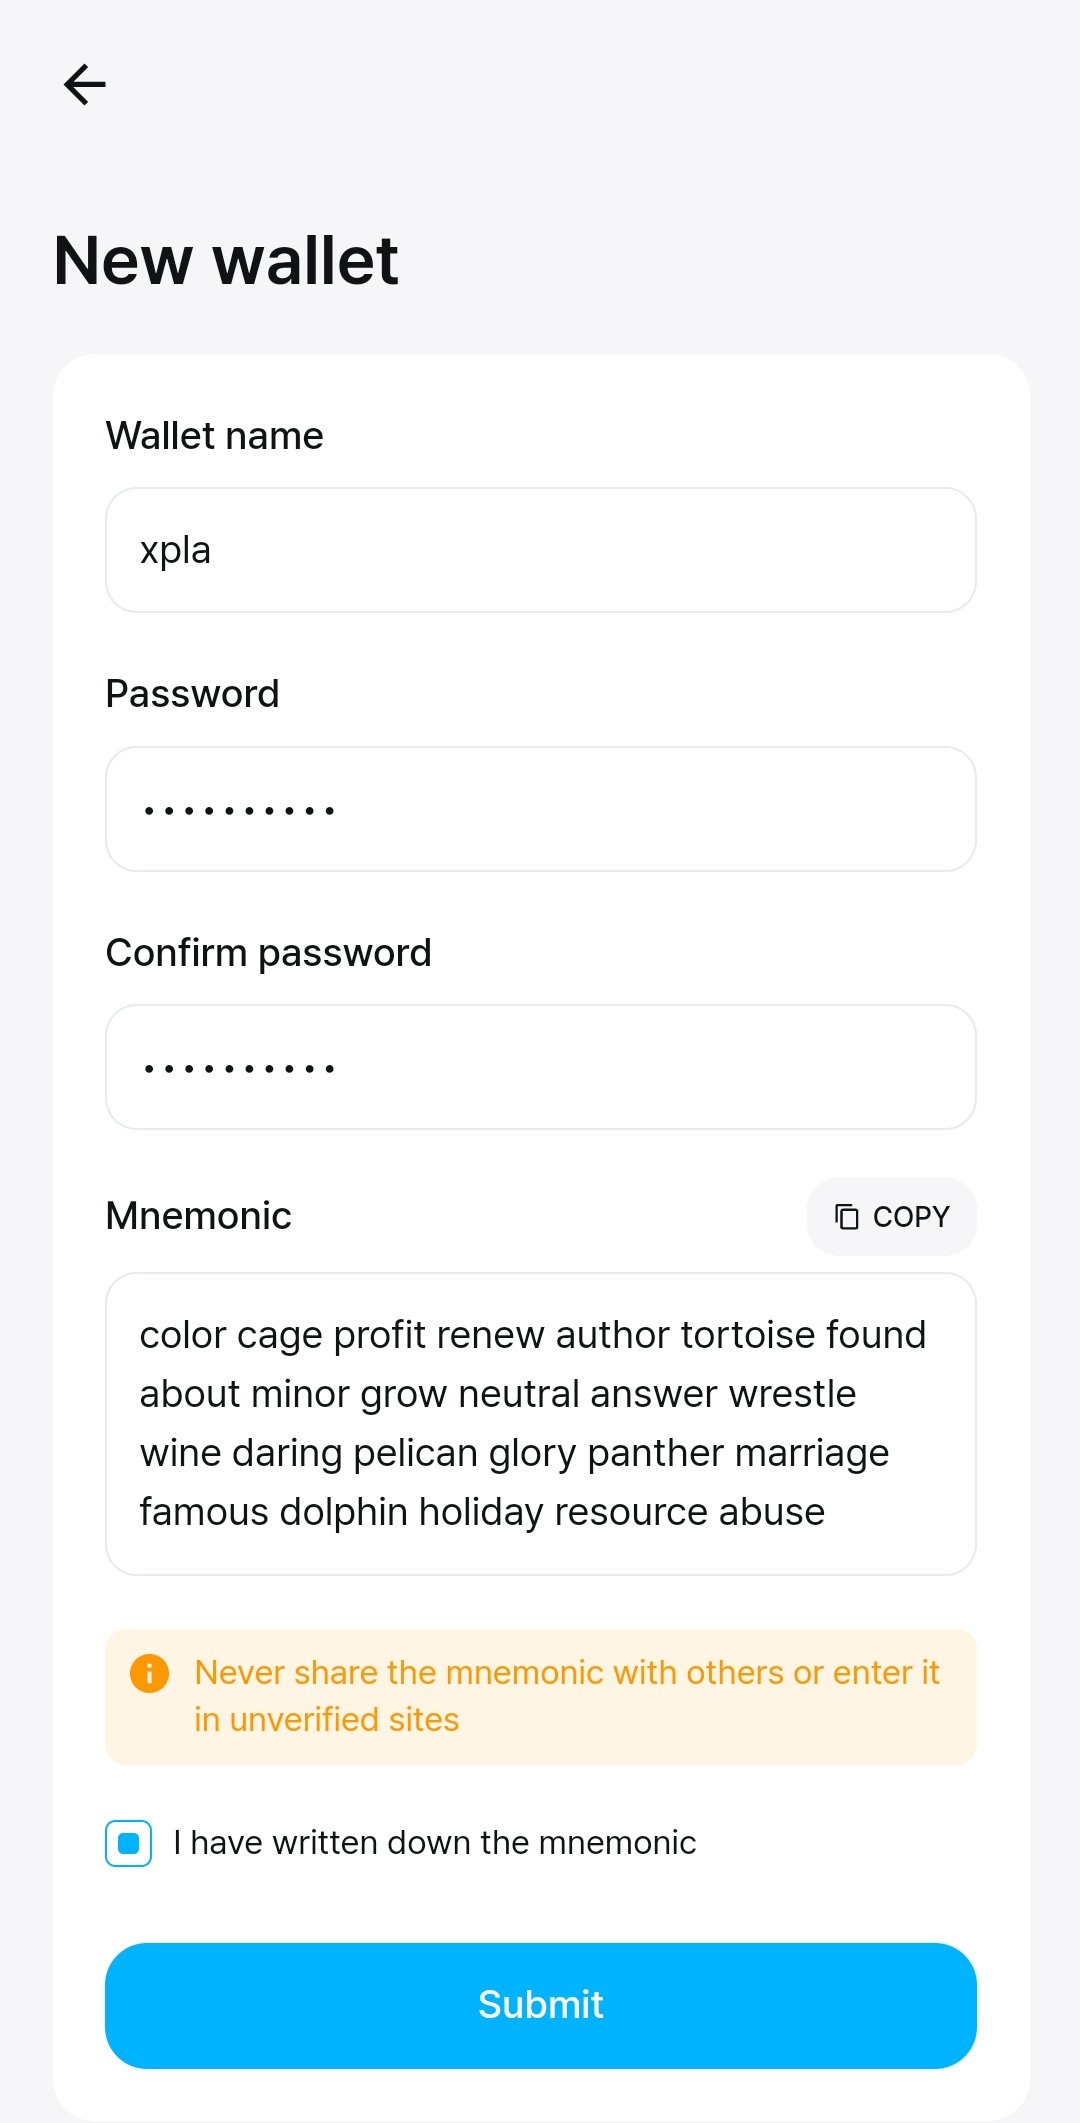 New wallet
Wallet name
xpla
Password
••••••••••
Confirm password
••••••••••
Mnemonic
COPY
color cage profit renew author tortoise found
about minor grow neutral answer wrestle
wine daring pelican glory panther marriage
famous dolphin holiday resource abuse
Never share the mnemonic with others or enter it
in unverified sites
I have written down the mnemonic
Submit